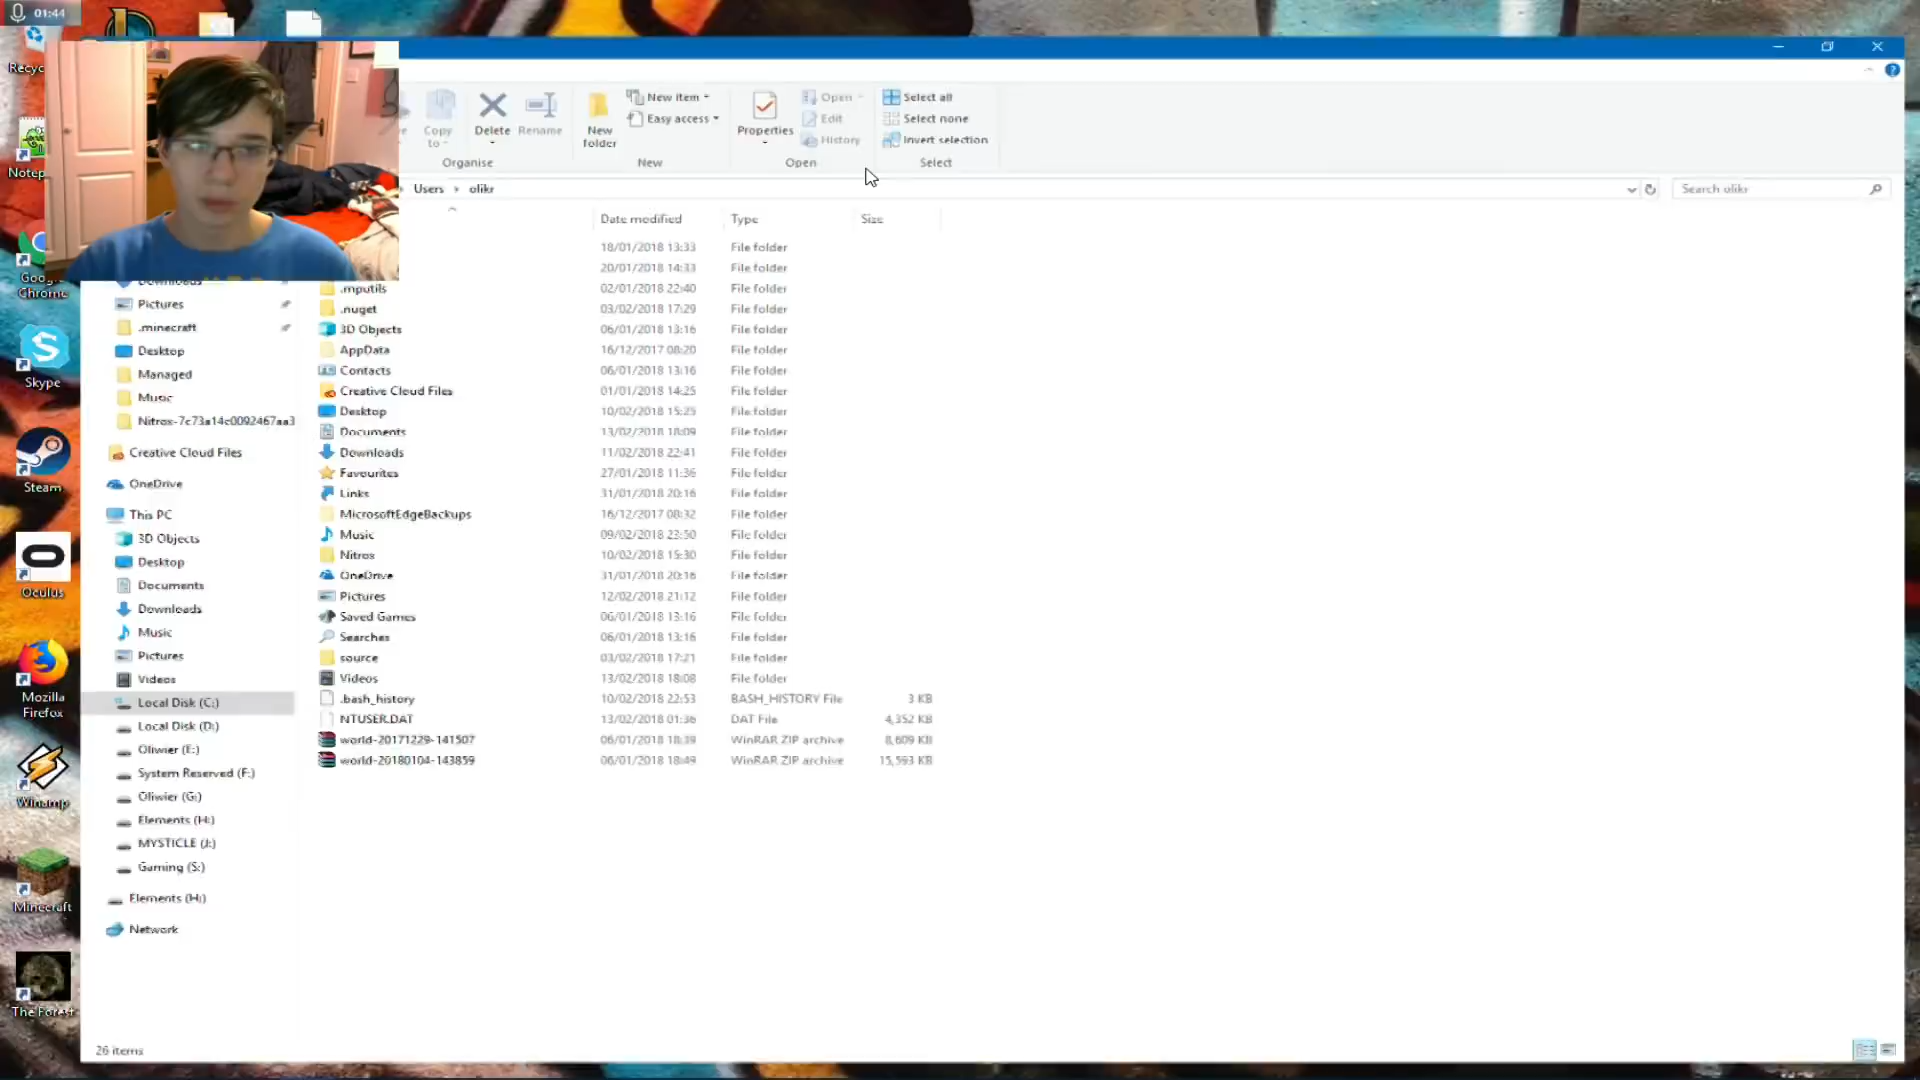 01:44
Recyc
Notep
Goog
Chrome
Skype
Steam
Oculus
Mozilla
Firefox
Winamp
Minecraft
The Forest
Copy
to
Delete
Rename
New
folder
New item
Easy access
Properties
Open
Edit
History
Select all
Select none
Invert selection
Organise
New
Open
Select
Users > olikr
Search olikr
Downloads
Pictures
.minecraft
Desktop
Managed
Music
Nitrox-7c73a14c0092467aa3
Creative Cloud Files
OneDrive
This PC
3D Objects
Desktop
Documents
Downloads
Music
Pictures
Videos
Local Disk (C:)
Local Disk (D:)
Oliwier (E:)
System Reserved (F:)
Oliwier (G:)
Elements (H:)
MYSTICLE (J:)
Gaming (S:)
Elements (H:)
Network
Date modified Type Size
18/01/2018 13:33 File folder
20/01/2018 14:33 File folder
.mputils 02/01/2018 22:40 File folder
.nuget 03/02/2018 17:29 File folder
3D Objects 06/01/2018 13:16 File folder
AppData 16/12/2017 08:20 File folder
Contacts 06/01/2018 13:16 File folder
Creative Cloud Files 01/01/2018 14:25 File folder
Desktop 10/02/2018 15:25 File folder
Documents 13/02/2018 18:09 File folder
Downloads 11/02/2018 22:41 File folder
Favourites 27/01/2018 11:36 File folder
Links 31/01/2018 20:16 File folder
MicrosoftEdgeBackups 16/12/2017 08:32 File folder
Music 09/02/2018 23:50 File folder
Nitrox 10/02/2018 15:30 File folder
OneDrive 31/01/2018 20:16 File folder
Pictures 12/02/2018 21:12 File folder
Saved Games 06/01/2018 13:16 File folder
Searches 06/01/2018 13:16 File folder
source 03/02/2018 17:21 File folder
Videos 13/02/2018 18:08 File folder
.bash_history 10/02/2018 22:53 BASH_HISTORY File 3 KB
NTUSER.DAT 13/02/2018 01:36 DAT File 4,352 KB
world-20171229-141507 06/01/2018 18:39 WinRAR ZIP archive 8,609 KB
world-20180104-143859 06/01/2018 18:49 WinRAR ZIP archive 15,593 KB
26 items